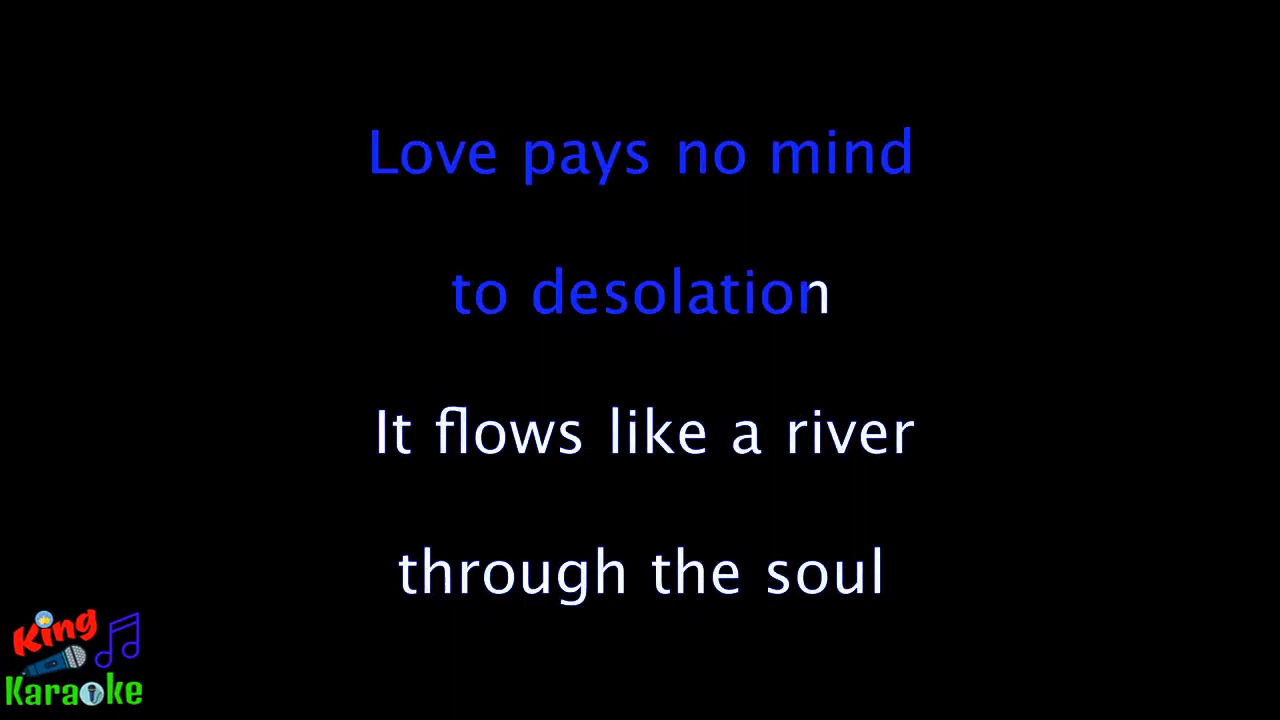 Love pays no mind
to desolation
It flows like a river
through the soul
King
Karaoke